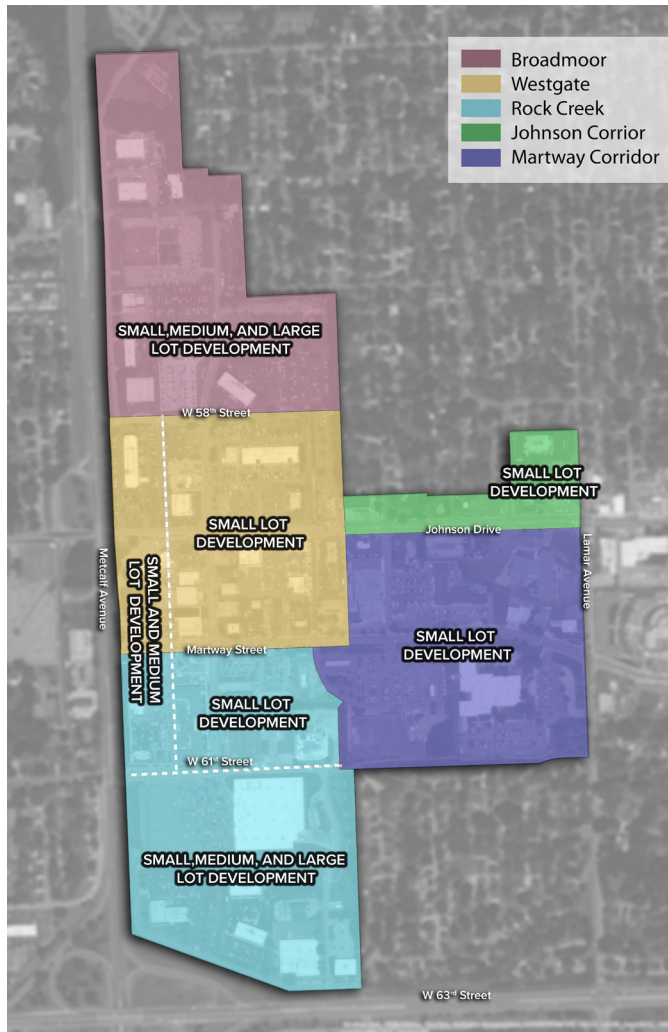 Broadmoor
Westgate
Rock Creek
Johnson Corrior
Martway Corridor
SMALL,MEDIUM, AND LARGE
LOT DEVELOPMENT
W 58th Street
SMALL LOT
DEVELOPMENT
SMALL LOT
DEVELOPMENT
Johnson Drive
Metcalf Avenue
Lamar Avenue
SMALL AND MEDIUM
LOT DEVELOPMENT
SMALL LOT
DEVELOPMENT
Martway Street
SMALL LOT
DEVELOPMENT
W 61st Street
SMALL,MEDIUM, AND LARGE
LOT DEVELOPMENT
W 63rd Street